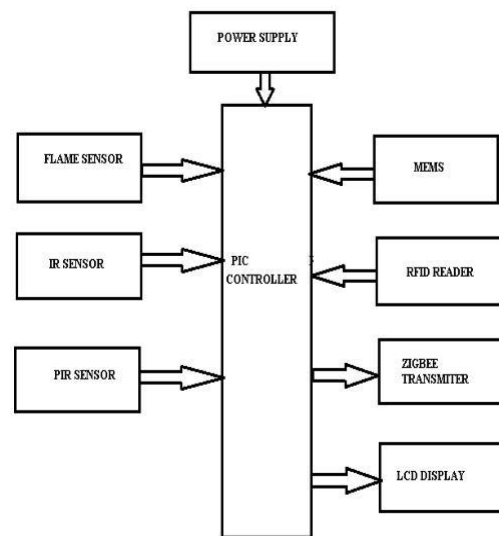 POWER SUPPLY
FLAME SENSOR
MEMS
IR SENSOR
PIC
CONTROLLER
RFID READER
PIR SENSOR
ZIGBEE
TRANSMITER
LCD DISPLAY